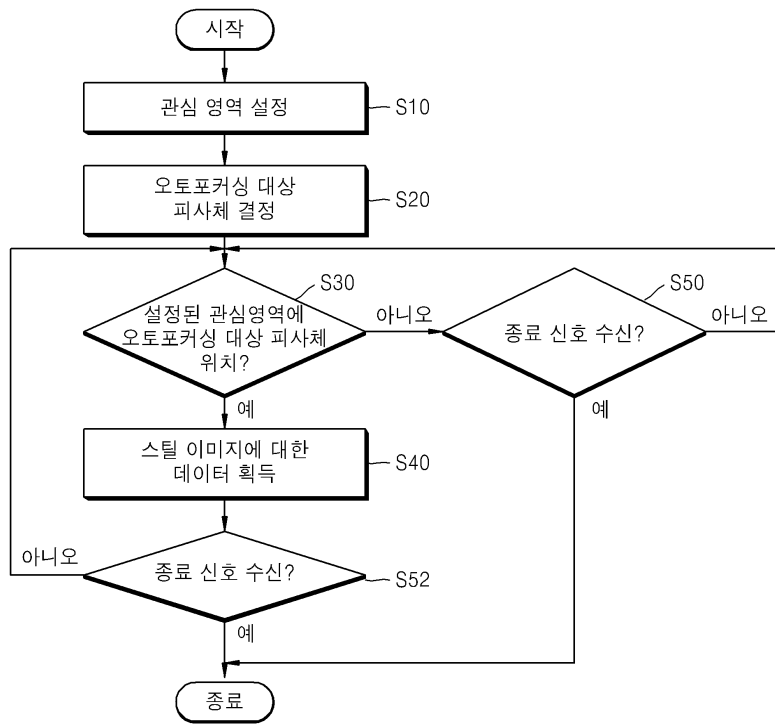 시작
관심 영역 설정
S10
오토포커싱 대상
피사체 결정
S20
S30
설정된 관심영역에
오토포커싱 대상 피사체
위치?
아니오
S50
종료 신호 수신?
아니오
예
예
스틸 이미지에 대한
데이터 획득
S40
아니오
종료 신호 수신?
S52
예
종료